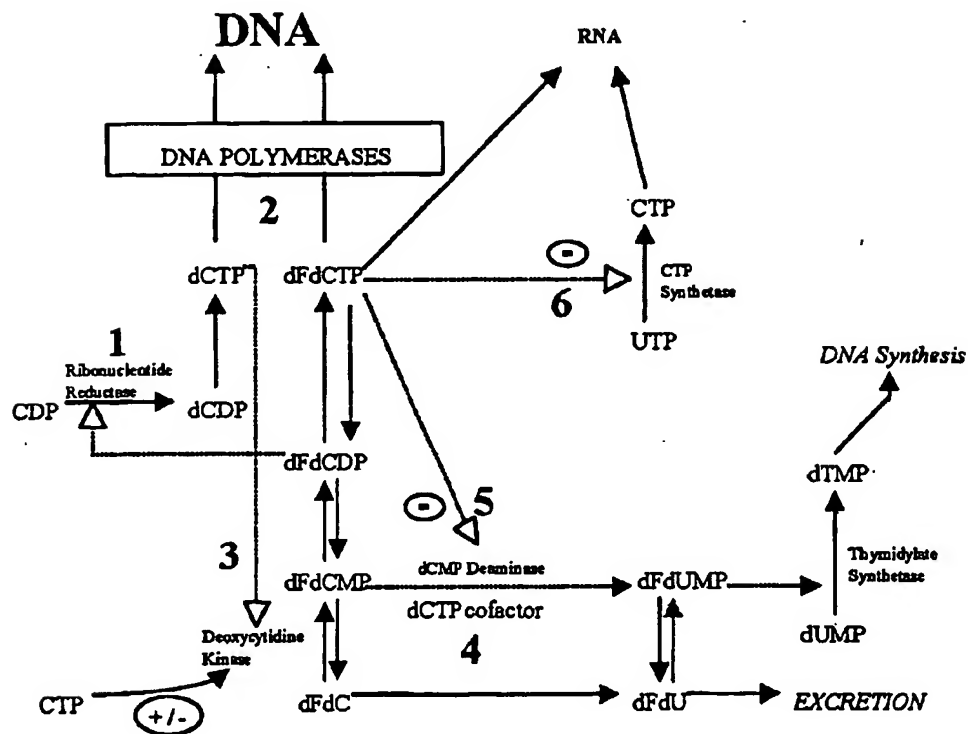 DNA
RNA
DNA POLYMERASES
2
CTP
dCTP
dFdCTP
-
6
CTP
Synthetase
UTP
1
Ribonucleotide
Reductase
CDP
dCDP
DNA Synthesis
dFdCDP
dTMP
-
5
3
dFdCMP
dCMP Deaminase
dCTP cofactor
4
dFdUMP
Thymidylate
Synthetase
dUMP
Deoxycytidine
Kinase
CTP
+/-
dFdC
dFdU
EXCRETION